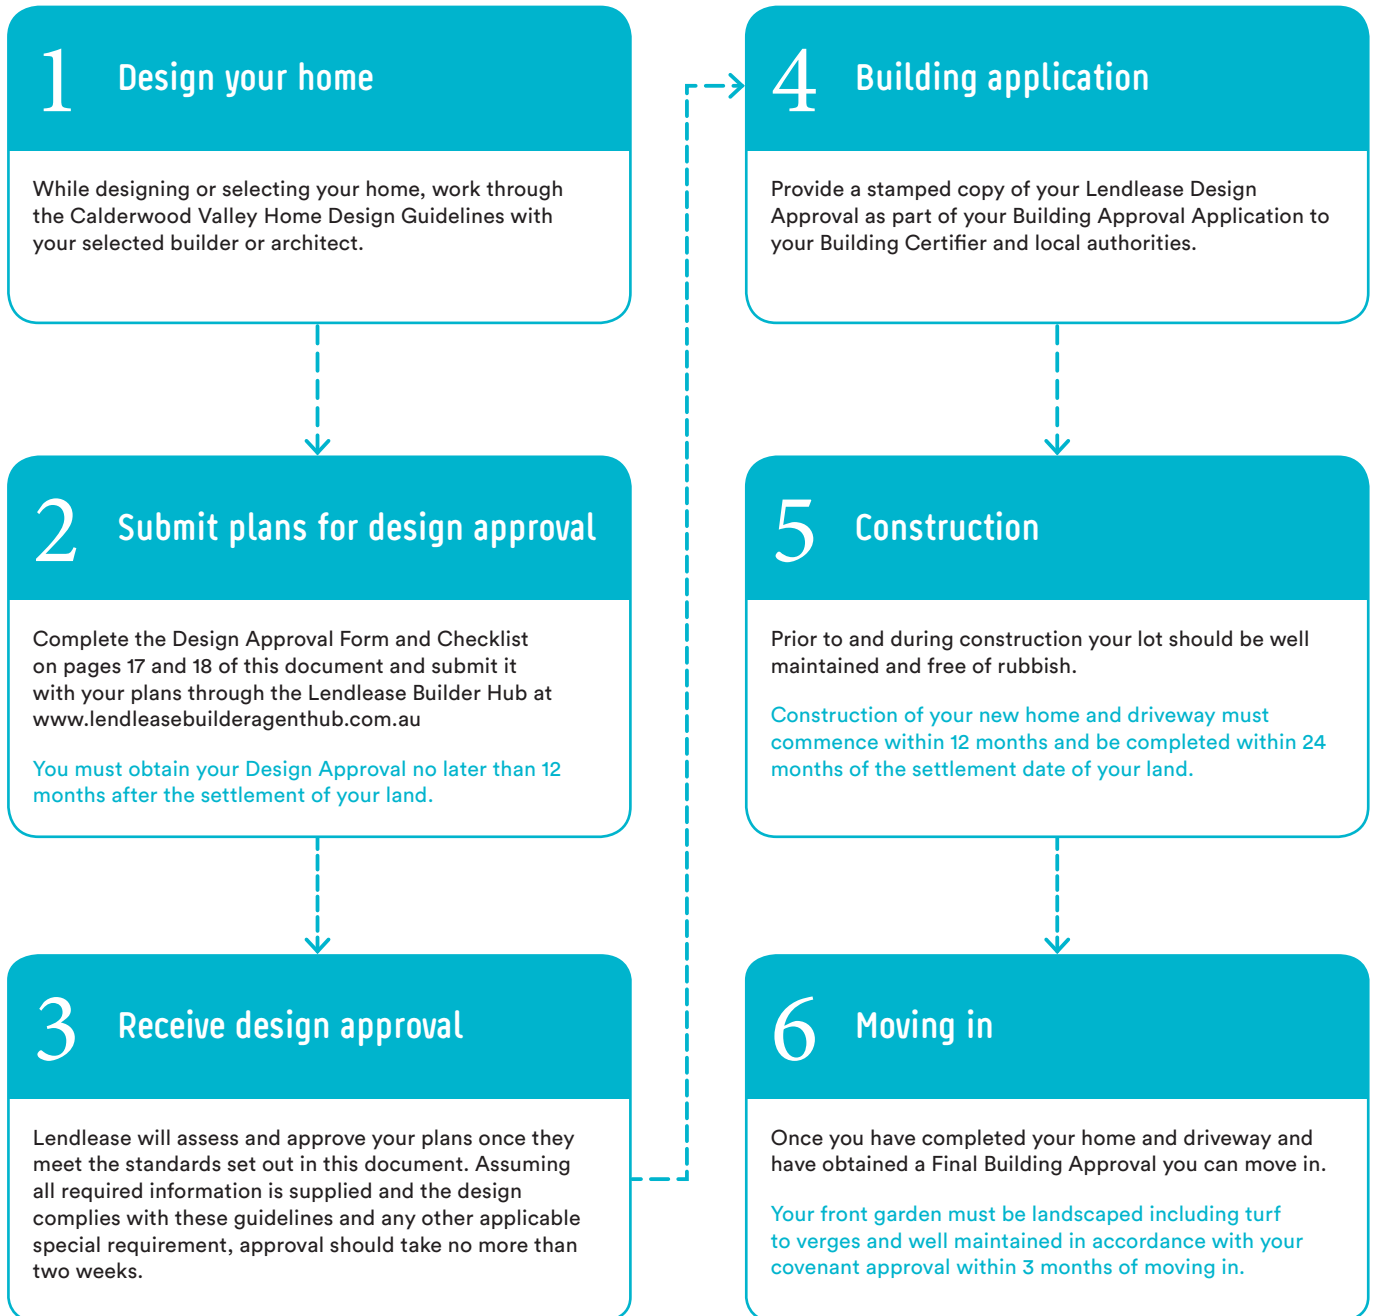 1
Design your home
While designing or selecting your home, work through
the Calderwood Valley Home Design Guidelines with
your selected builder or architect.
2
Submit plans for design approval
Complete the Design Approval Form and Checklist
on pages 17 and 18 of this document and submit it
with your plans through the Lendlease Builder Hub at
www.lendleasebuilderagenthub.com.au
You must obtain your Design Approval no later than 12
months after the settlement of your land.
3
Receive design approval
Lendlease will assess and approve your plans once they
meet the standards set out in this document. Assuming
all required information is supplied and the design
complies with these guidelines and any other applicable
special requirement, approval should take no more than
two weeks.
4
Building application
Provide a stamped copy of your Lendlease Design
Approval as part of your Building Approval Application to
your Building Certifier and local authorities.
5
Construction
Prior to and during construction your lot should be well
maintained and free of rubbish.
Construction of your new home and driveway must
commence within 12 months and be completed within 24
months of the settlement date of your land.
6
Moving in
Once you have completed your home and driveway and
have obtained a Final Building Approval you can move in.
Your front garden must be landscaped including turf
to verges and well maintained in accordance with your
covenant approval within 3 months of moving in.